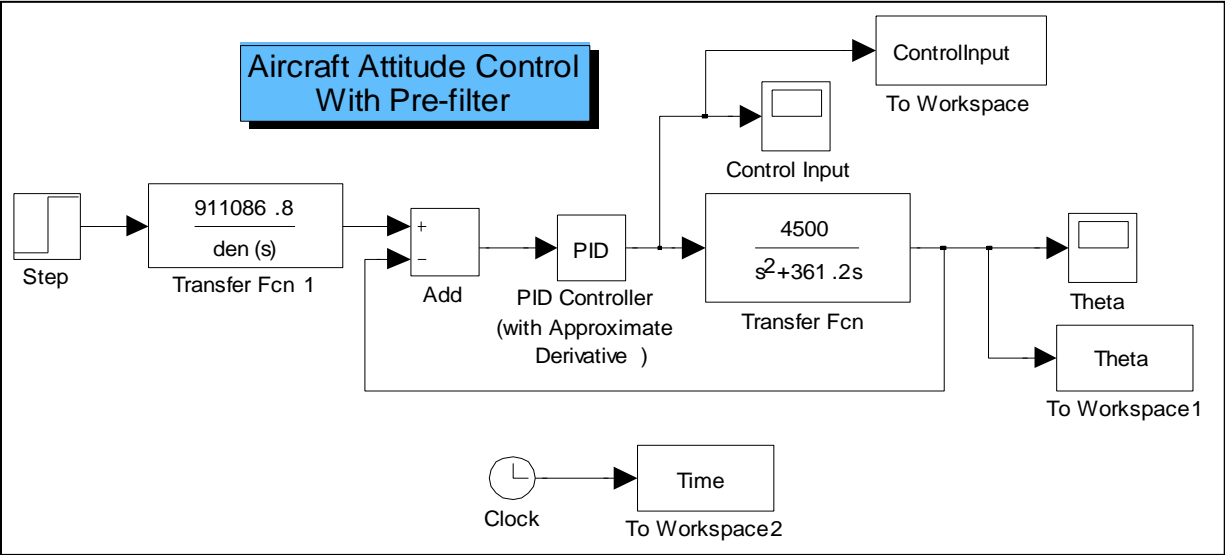 Aircraft Attitude Control
With Pre-filter
ControlInput
To Workspace
Control Input
Step
911086 .8
den (s)
Transfer Fcn 1
+
−
Add
PID
PID Controller
(with Approximate
Derivative )
4500
s2+361 .2s
Transfer Fcn
Theta
Theta
To Workspace1
Clock
Time
To Workspace2